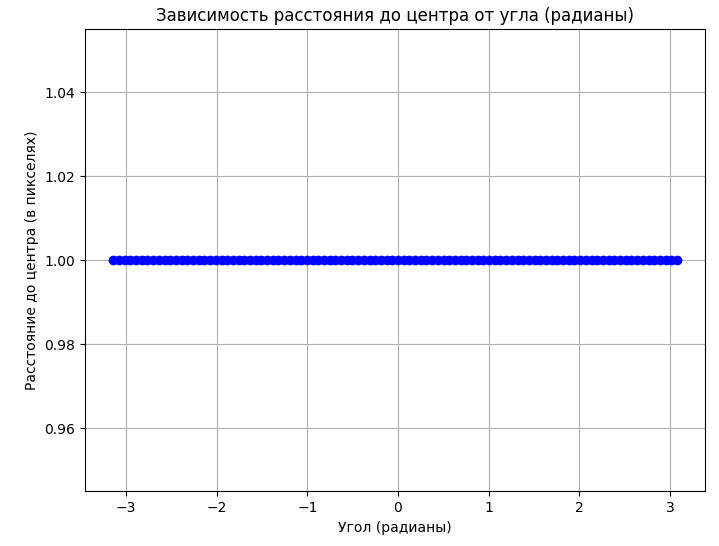 Зависимость расстояния до центра от угла (радианы)
Расстояние до центра (в пикселях)
1.04
1.02
1.00
0.98
0.96
−3 −2 −1 0 1 2 3
Угол (радианы)